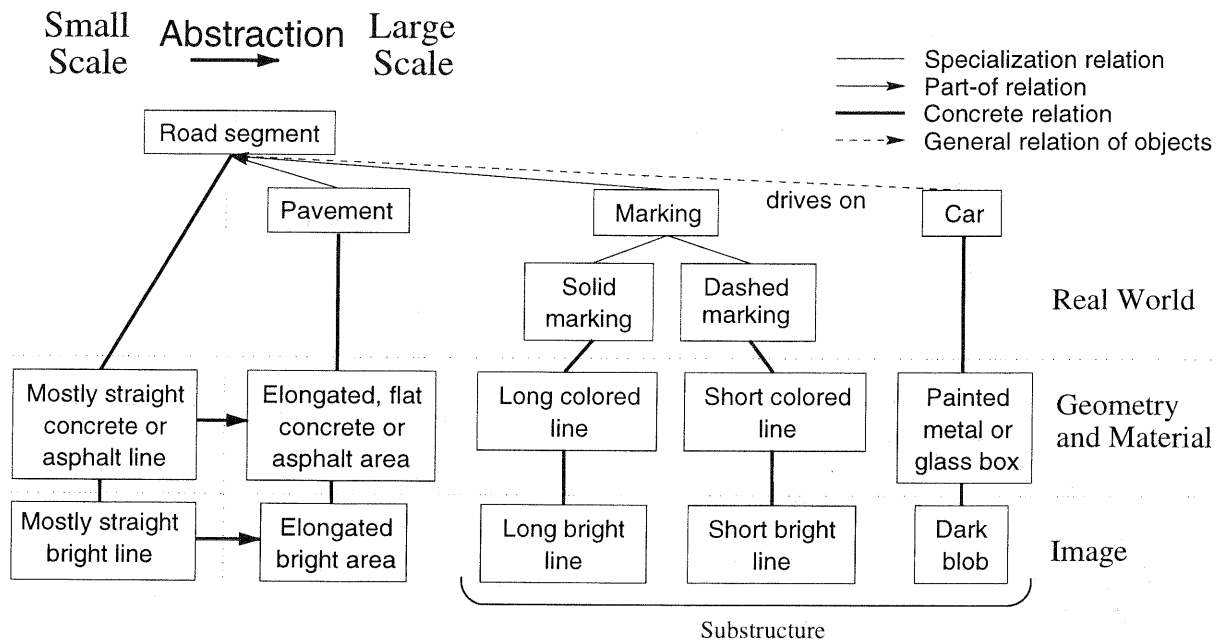 Small
Scale
Abstraction
Large
Scale
Specialization relation
Part-of relation
Concrete relation
General relation of objects
Road segment
Pavement
Marking
drives on
Car
Solid
marking
Dashed
marking
Real World
Mostly straight
concrete or
asphalt line
Elongated, flat
concrete or
asphalt area
Long colored
line
Short colored
line
Painted
metal or
glass box
Geometry
and Material
Mostly straight
bright line
Elongated
bright area
Long bright
line
Short bright
line
Dark
blob
Image
Substructure